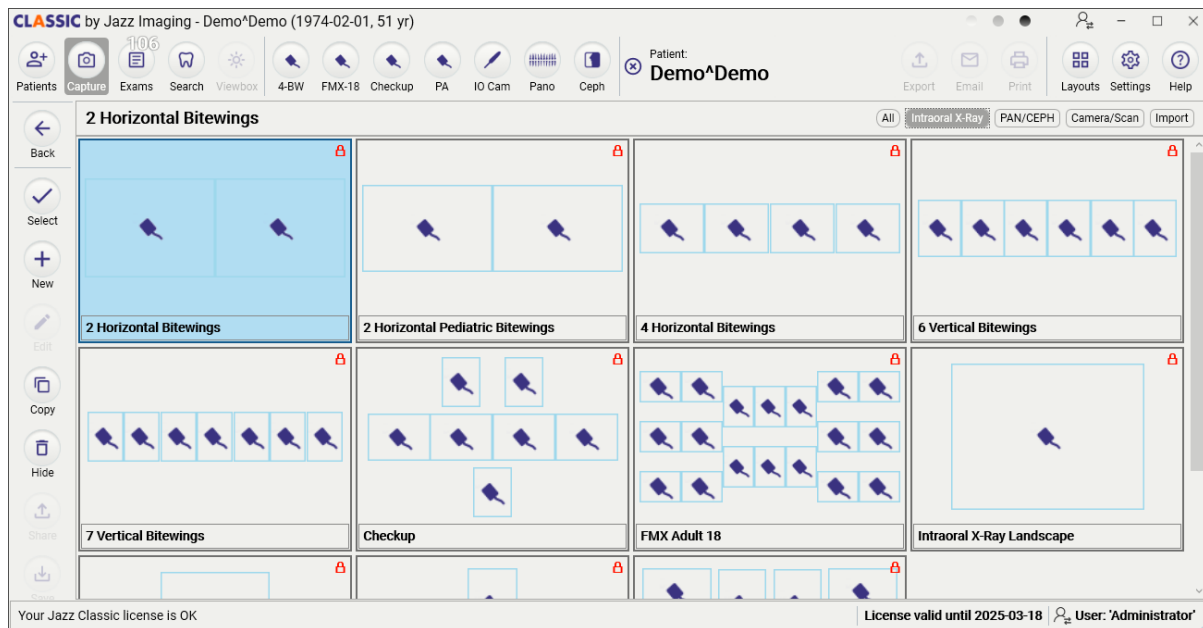 CLASSIC by Jazz Imaging - Demo^Demo (1974-02-01, 51 yr)
106
Patients Capture Exams Search Viewbox 4-BW FMX-18 Checkup PA IO Cam Pano Ceph
Patient:
Demo^Demo
Export Email Print Layouts Settings Help
Back
2 Horizontal Bitewings
All Intraoral X-Ray PAN/CEPH Camera/Scan Import
Select
New
Edit
Copy
Hide
Share
Save
2 Horizontal Bitewings
2 Horizontal Pediatric Bitewings
4 Horizontal Bitewings
6 Vertical Bitewings
7 Vertical Bitewings
Checkup
FMX Adult 18
Intraoral X-Ray Landscape
Your Jazz Classic license is OK
License valid until 2025-03-18
User: 'Administrator'